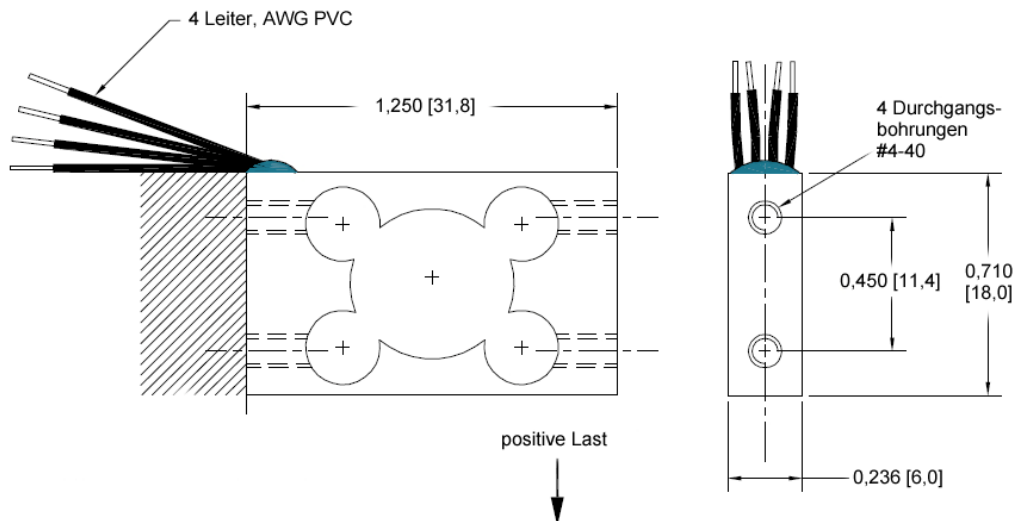 4 Leiter, AWG PVC
1,250 [31,8]
4 Durchgangs-
bohrungen
#4-40
0,450 [11,4]
0,710
[18,0]
positive Last
0,236 [6,0]